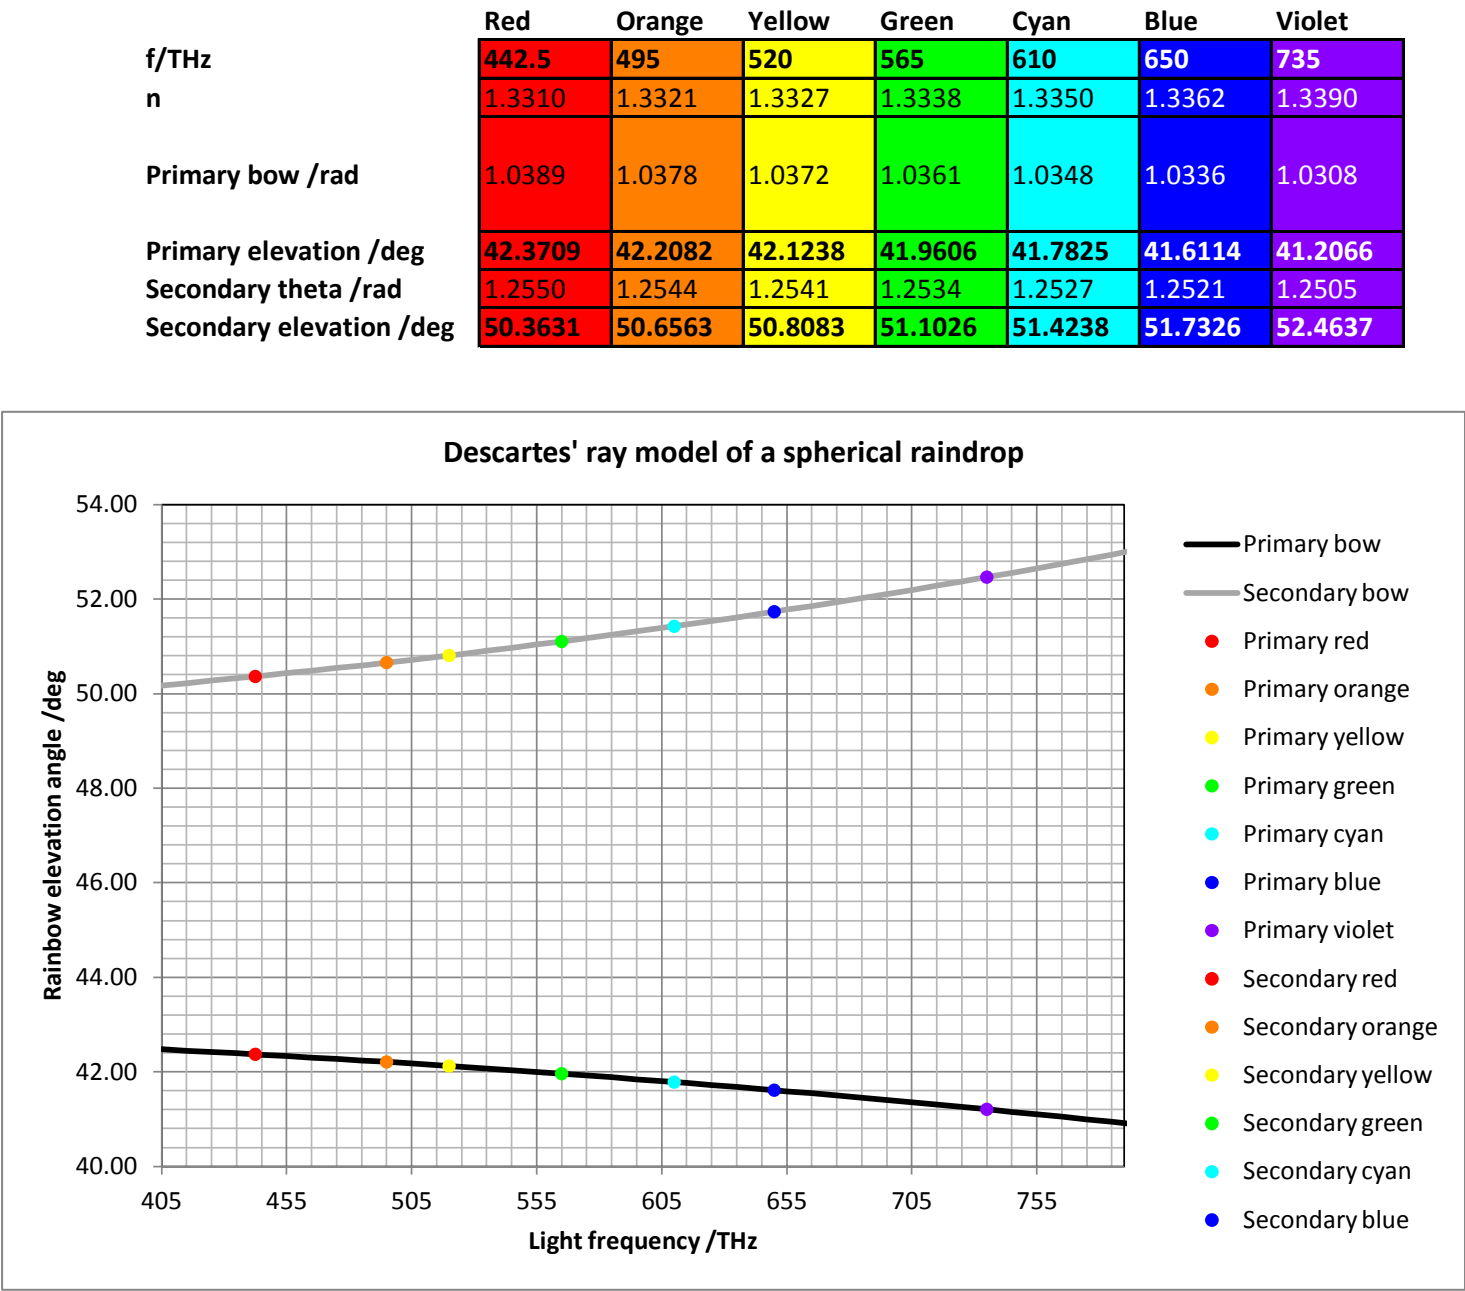 Red Orange Yellow Green Cyan Blue Violet
f/THz 442.5 495 520 565 610 650 735
n 1.3310 1.3321 1.3327 1.3338 1.3350 1.3362 1.3390
Primary bow /rad 1.0389 1.0378 1.0372 1.0361 1.0348 1.0336 1.0308
Primary elevation /deg 42.3709 42.2082 42.1238 41.9606 41.7825 41.6114 41.2066
Secondary theta /rad 1.2550 1.2544 1.2541 1.2534 1.2527 1.2521 1.2505
Secondary elevation /deg 50.3631 50.6563 50.8083 51.1026 51.4238 51.7326 52.4637
Descartes' ray model of a spherical raindrop
Rainbow elevation angle /deg
54.00
52.00
50.00
48.00
46.00
44.00
42.00
40.00
405 455 505 555 605 655 705 755
Light frequency /THz
Primary bow
Secondary bow
Primary red
Primary orange
Primary yellow
Primary green
Primary cyan
Primary blue
Primary violet
Secondary red
Secondary orange
Secondary yellow
Secondary green
Secondary cyan
Secondary blue